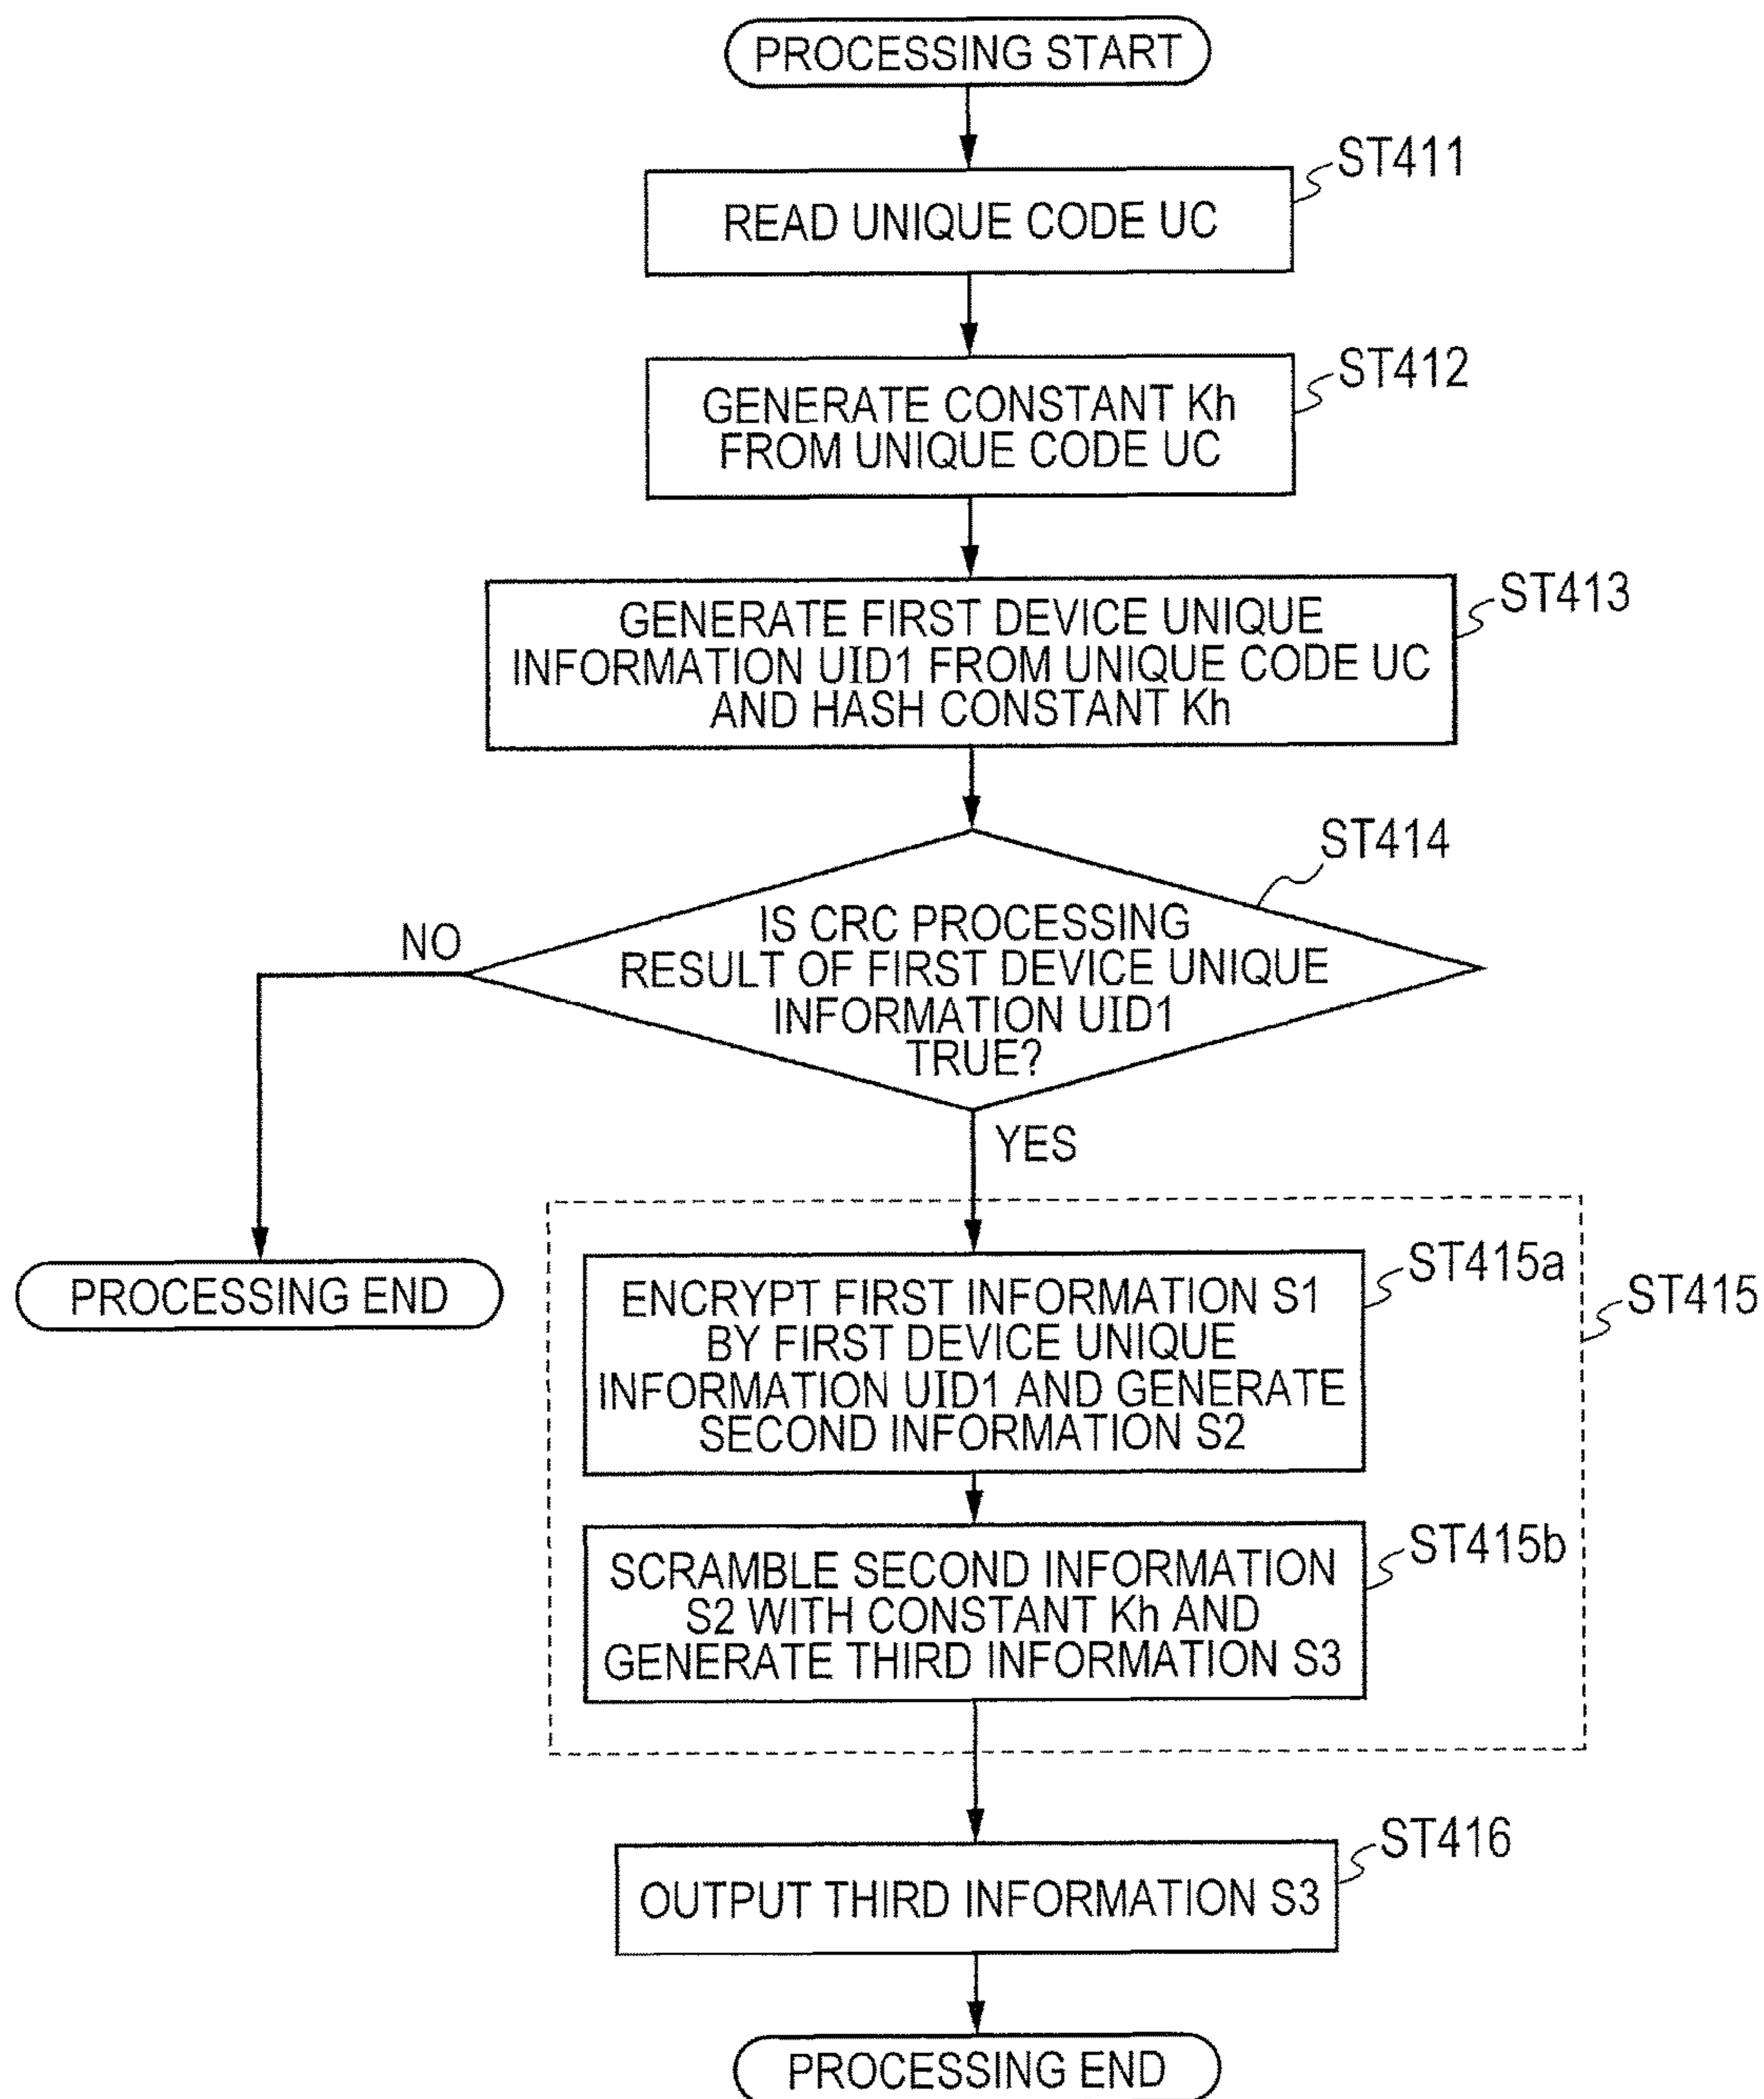 PROCESSING START
ST411
READ UNIQUE CODE UC
ST412
GENERATE CONSTANT Kh
FROM UNIQUE CODE UC
ST413
GENERATE FIRST DEVICE UNIQUE
INFORMATION UID1 FROM UNIQUE CODE UC
AND HASH CONSTANT Kh
ST414
IS CRC PROCESSING
RESULT OF FIRST DEVICE UNIQUE
INFORMATION UID1
TRUE?
NO
YES
PROCESSING END
ST415a
ST415
ENCRYPT FIRST INFORMATION S1
BY FIRST DEVICE UNIQUE
INFORMATION UID1 AND GENERATE
SECOND INFORMATION S2
ST415b
SCRAMBLE SECOND INFORMATION
S2 WITH CONSTANT Kh AND
GENERATE THIRD INFORMATION S3
ST416
OUTPUT THIRD INFORMATION S3
PROCESSING END